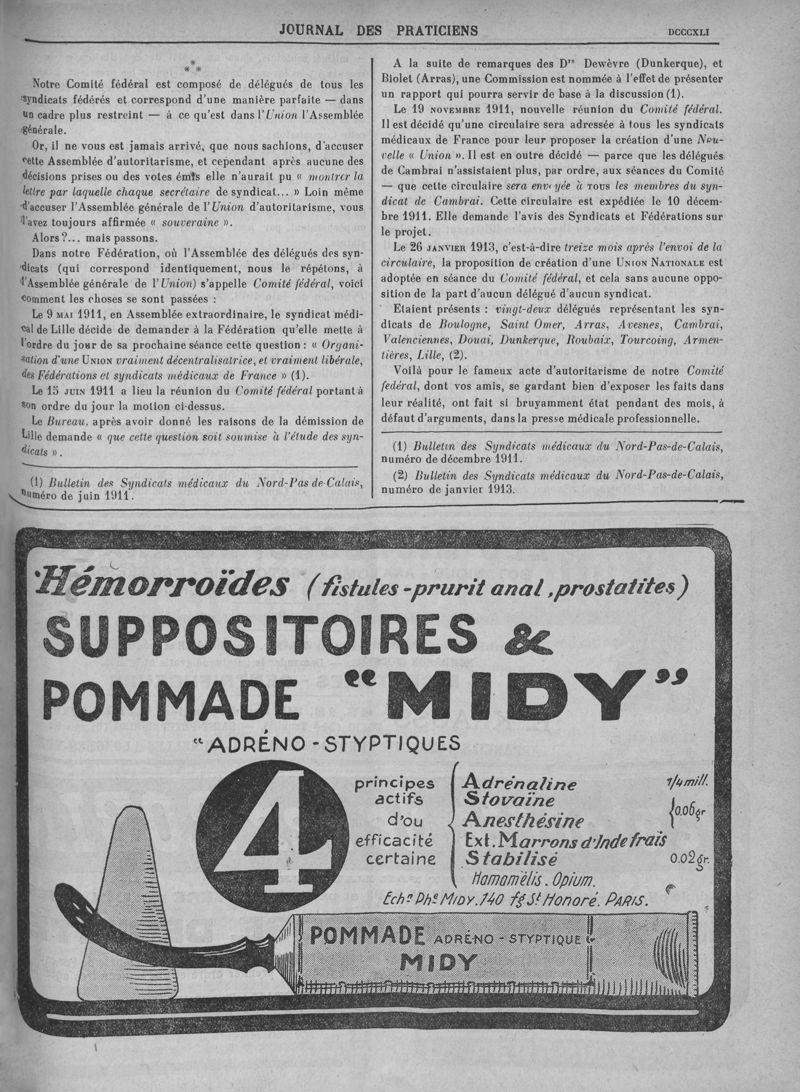 JOURNAL DES PRATICIENS
DCCCXLI
Notre Comité fédéral est composé de délégués de tous les
syndicats fédérés et correspond d'une manière parfaite — dans
un cadre plus restreint — à ce qu'est dans l'Union l'Assemblée
générale.
Or, il ne vous est jamais arrivé, que nous sachions, d'accuser
cette Assemblée d'autoritarisme, et cependant après aucune des
décisions prises ou des votes émis elle n'aurait pu « montrer la
lettre par laquelle chaque secrétaire de syndicat... » Loin même
d'accuser l'Assemblée générale de l'Union d'autoritarisme, vous
l'avez toujours affirmée « souveraine ».
Alors?... mais passons.
Dans notre Fédération, où l'Assemblée des délégués des syn-
dicats (qui correspond identiquement, nous le répétons, à
l'Assemblée générale de l'Union) s'appelle Comité fédéral, voici
comment les choses se sont passées :
Le 9 MAI 1911, en Assemblée extraordinaire, le syndicat médi-
cal de Lille décide de demander à la Fédération qu'elle mette à
l'ordre du jour de sa prochaine séance cette question : « Organi-
sation d'une UNION vraiment décentralisatrice, et vraiment libérale,
des Fédérations et syndicats médicaux de France » (1).
Le 15 JUIN 1911 a lieu la réunion du Comité fédéral portant à
son ordre du jour la motion ci-dessus.
Le Bureau, après avoir donné les raisons de la démission de
Lille demande « que cette question soit soumise à l'étude des syn-
dicats ».
(1) Bulletin des Syndicats médicaux du Nord-Pas de-Calais,
numéro de juin 1911.
A la suite de remarques des Drs Dewèvre (Dunkerque), et
Biolet (Arras), une Commission est nommée à l'effet de présenter
un rapport qui pourra servir de base à la discussion (1).
Le 19 NOVEMBRE 1911, nouvelle réunion du Comité fédéral.
Il est décidé qu'une circulaire sera adressée à tous les syndicats
médicaux de France pour leur proposer la création d'une Nou-
velle « Union ». Il est en outre décidé — parce que les délégués
de Cambrai n'assistaient plus, par ordre, aux séances du Comité
— que cette circulaire sera envoyée à TOUS les membres du syn-
dicat de Cambrai. Cette circulaire est expédiée le 10 décem-
bre 1911. Elle demande l'avis des Syndicats et Fédérations sur
le projet.
Le 26 JANVIER 1913, c'est-à-dire treize mois après l'envoi de la
circulaire, la proposition de création d'une UNION NATIONALE est
adoptée en séance du Comité fédéral, et cela sans aucune oppo-
sition de la part d'aucun délégué d'aucun syndicat.
Etaient présents : vingt-deux délégués représentant les syn-
dicats de Boulogne, Saint Omer, Arras, Avesnes, Cambrai,
Valenciennes, Douai, Dunkerque, Roubaix, Tourcoing, Armen-
tières, Lille, (2).
Voilà pour le fameux acte d'autoritarisme de notre Comité
fedéral, dont vos amis, se gardant bien d'exposer les faits dans
leur réalité, ont fait si bruyamment état pendant des mois, à
défaut d'arguments, dans la presse médicale professionnelle.
(1) Bulletin des Syndicats médicaux du Nord-Pas-de-Calais,
numéro de décembre 1911.
(2) Bulletin des Syndicats médicaux du Nord-Pas-de-Calais,
numéro de janvier 1913.
Hémorroïdes (fistules - prurit anal, prostatites)
SUPPOSITOIRES &
POMMADE "MIDY"
"ADRÉNO - STYPTIQUES
4 principes
actifs
d'ou
efficacité
certaine
Adrénaline 1/4 mill.
Stovaïne
Anesthésine 0.06gr
Ext. Marrons d'Inde frais
Stabilisé 0.02 gr.
Hamamélis. Opium.
Échns Phie MIDY. 140 fg St Honoré. PARIS.
POMMADE ADRÉNO - STYPTIQUE
MIDY